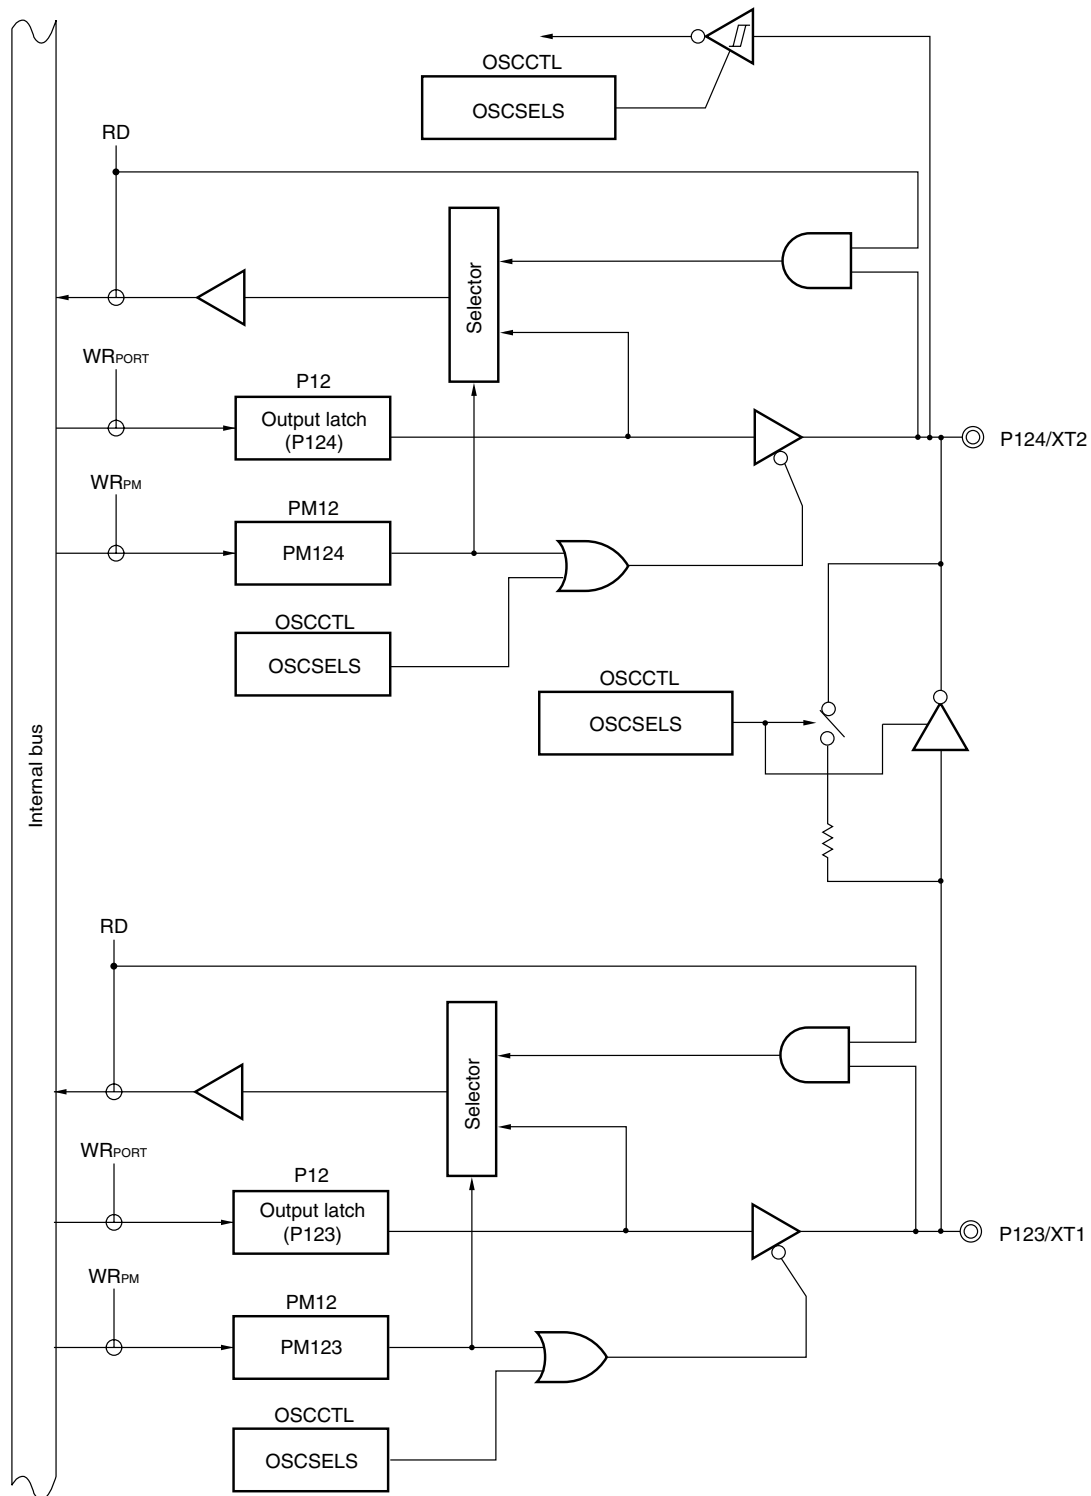 OSCCTL
OSCSELS
RD
Selector
WRPORT
P12
Output latch
(P124)
P124/XT2
WRPM
PM12
PM124
OSCCTL
OSCSELS
OSCCTL
OSCSELS
Internal bus
RD
Selector
WRPORT
P12
Output latch
(P123)
P123/XT1
WRPM
PM12
PM123
OSCCTL
OSCSELS